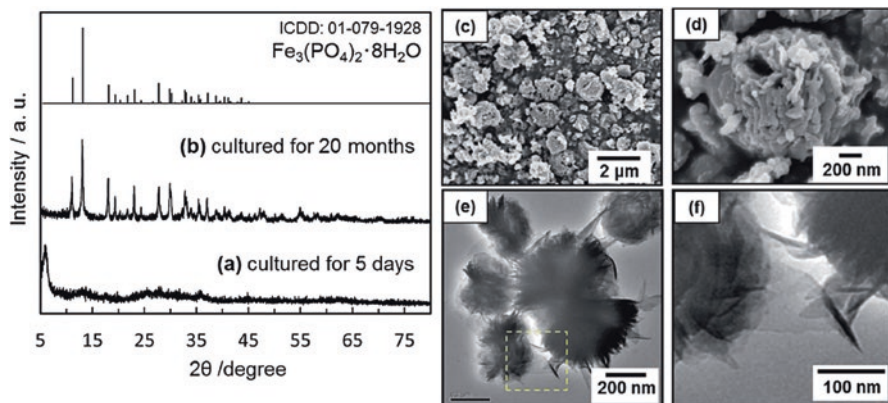 ICDD: 01-079-1928
Fe₃(PO₄)₂·8H₂O
(b) cultured for 20 months
(a) cultured for 5 days
Intensity / a. u.
5 15 25 35 45 55 65 75
2θ /degree
(c)
2 µm
(d)
200 nm
(e)
200 nm
(f)
100 nm